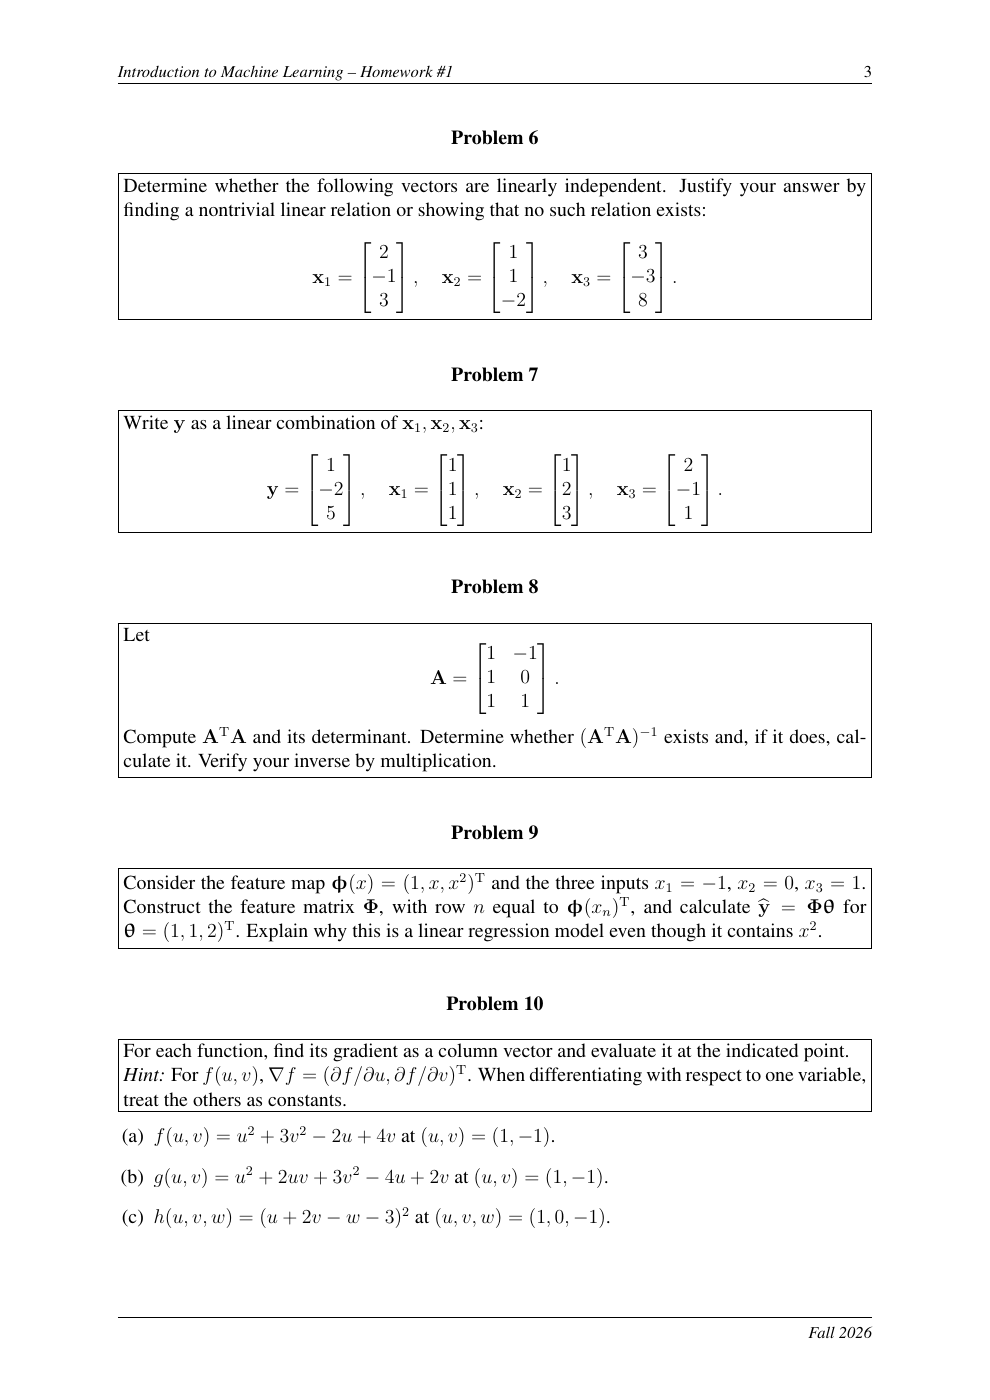 Introduction to Machine Learning – Homework #1 3
Problem 6
Determine whether the following vectors are linearly independent. Justify your answer by
finding a nontrivial linear relation or showing that no such relation exists:
x₁ = [2; −1; 3], x₂ = [1; 1; −2], x₃ = [3; −3; 8].
Problem 7
Write y as a linear combination of x₁, x₂, x₃:
y = [1; −2; 5], x₁ = [1; 1; 1], x₂ = [1; 2; 3], x₃ = [2; −1; 1].
Problem 8
Let
A = [1 −1; 1 0; 1 1].
Compute AᵀA and its determinant. Determine whether (AᵀA)⁻¹ exists and, if it does, cal-
culate it. Verify your inverse by multiplication.
Problem 9
Consider the feature map ϕ(x) = (1, x, x²)ᵀ and the three inputs x₁ = −1, x₂ = 0, x₃ = 1.
Construct the feature matrix Φ, with row n equal to ϕ(xₙ)ᵀ, and calculate ŷ = Φθ for
θ = (1, 1, 2)ᵀ. Explain why this is a linear regression model even though it contains x².
Problem 10
For each function, find its gradient as a column vector and evaluate it at the indicated point.
Hint: For f(u, v), ∇f = (∂f/∂u, ∂f/∂v)ᵀ. When differentiating with respect to one variable,
treat the others as constants.
(a) f(u, v) = u² + 3v² − 2u + 4v at (u, v) = (1, −1).
(b) g(u, v) = u² + 2uv + 3v² − 4u + 2v at (u, v) = (1, −1).
(c) h(u, v, w) = (u + 2v − w − 3)² at (u, v, w) = (1, 0, −1).
Fall 2026